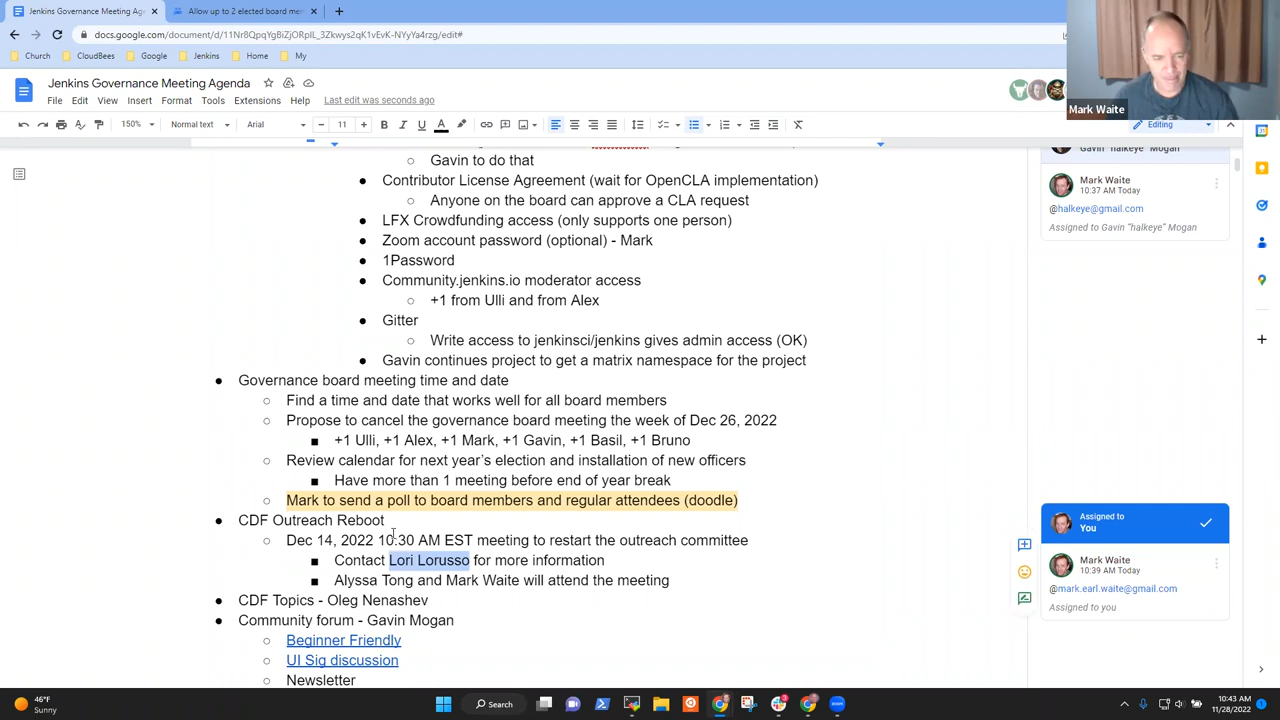 Jenkins Governance Meeting Age
Allow up to 2 elected board mem
docs.google.com/document/d/11Nr8QpqYgBiZjORpIL_3Zkwys2qK1vEvK-NYyYa4rzg/edit#
Church
CloudBees
Google
Jenkins
Home
My
Jenkins Governance Meeting Agenda
File Edit View Insert Format Tools Extensions Help Last edit was seconds ago
150% Normal text Arial 11 Editing
Mark Waite
Gavin to do that
Contributor License Agreement (wait for OpenCLA implementation)
Anyone on the board can approve a CLA request
LFX Crowdfunding access (only supports one person)
Zoom account password (optional) - Mark
1Password
Community.jenkins.io moderator access
+1 from Ulli and from Alex
Gitter
Write access to jenkinsci/jenkins gives admin access (OK)
Gavin continues project to get a matrix namespace for the project
Governance board meeting time and date
Find a time and date that works well for all board members
Propose to cancel the governance board meeting the week of Dec 26, 2022
+1 Ulli, +1 Alex, +1 Mark, +1 Gavin, +1 Basil, +1 Bruno
Review calendar for next year's election and installation of new officers
Have more than 1 meeting before end of year break
Mark to send a poll to board members and regular attendees (doodle)
CDF Outreach Reboot
Dec 14, 2022 10:30 AM EST meeting to restart the outreach committee
Contact Lori Lorusso for more information
Alyssa Tong and Mark Waite will attend the meeting
CDF Topics - Oleg Nenashev
Community forum - Gavin Mogan
Beginner Friendly
UI Sig discussion
Newsletter
Gavin "halkeye" Mogan
Mark Waite
10:37 AM Today
@halkeye@gmail.com
Assigned to Gavin "halkeye" Mogan
Assigned to
You
Mark Waite
10:39 AM Today
@mark.earl.waite@gmail.com
Assigned to you
46°F
Sunny
Search
10:43 AM
11/28/2022